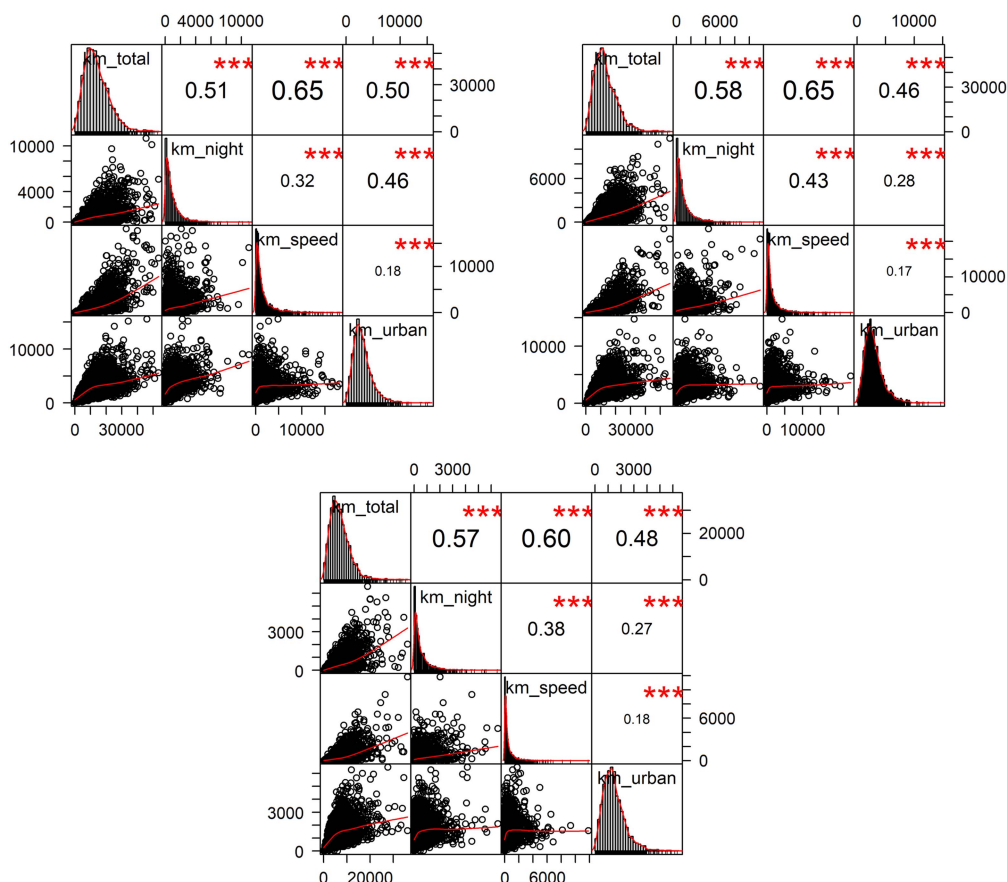 0 4000 10000 0 10000
km_total *** 0.51 *** 0.65 *** 0.50 0 30000
10000 4000 0 km_night *** 0.32 *** 0.46
km_speed *** 0.18 0 10000
10000 0 km_urban
0 30000 0 10000
0 6000 0 10000
km_total *** 0.58 *** 0.65 *** 0.46 0 30000
6000 0 km_night *** 0.43 *** 0.28
km_speed *** 0.17 0 10000
10000 0 km_urban
0 30000 0 10000
0 3000 0 3000
km_total *** 0.57 *** 0.60 *** 0.48 0 20000
3000 0 km_night *** 0.38 *** 0.27
km_speed *** 0.18 0 6000
3000 0 km_urban
0 20000 0 6000